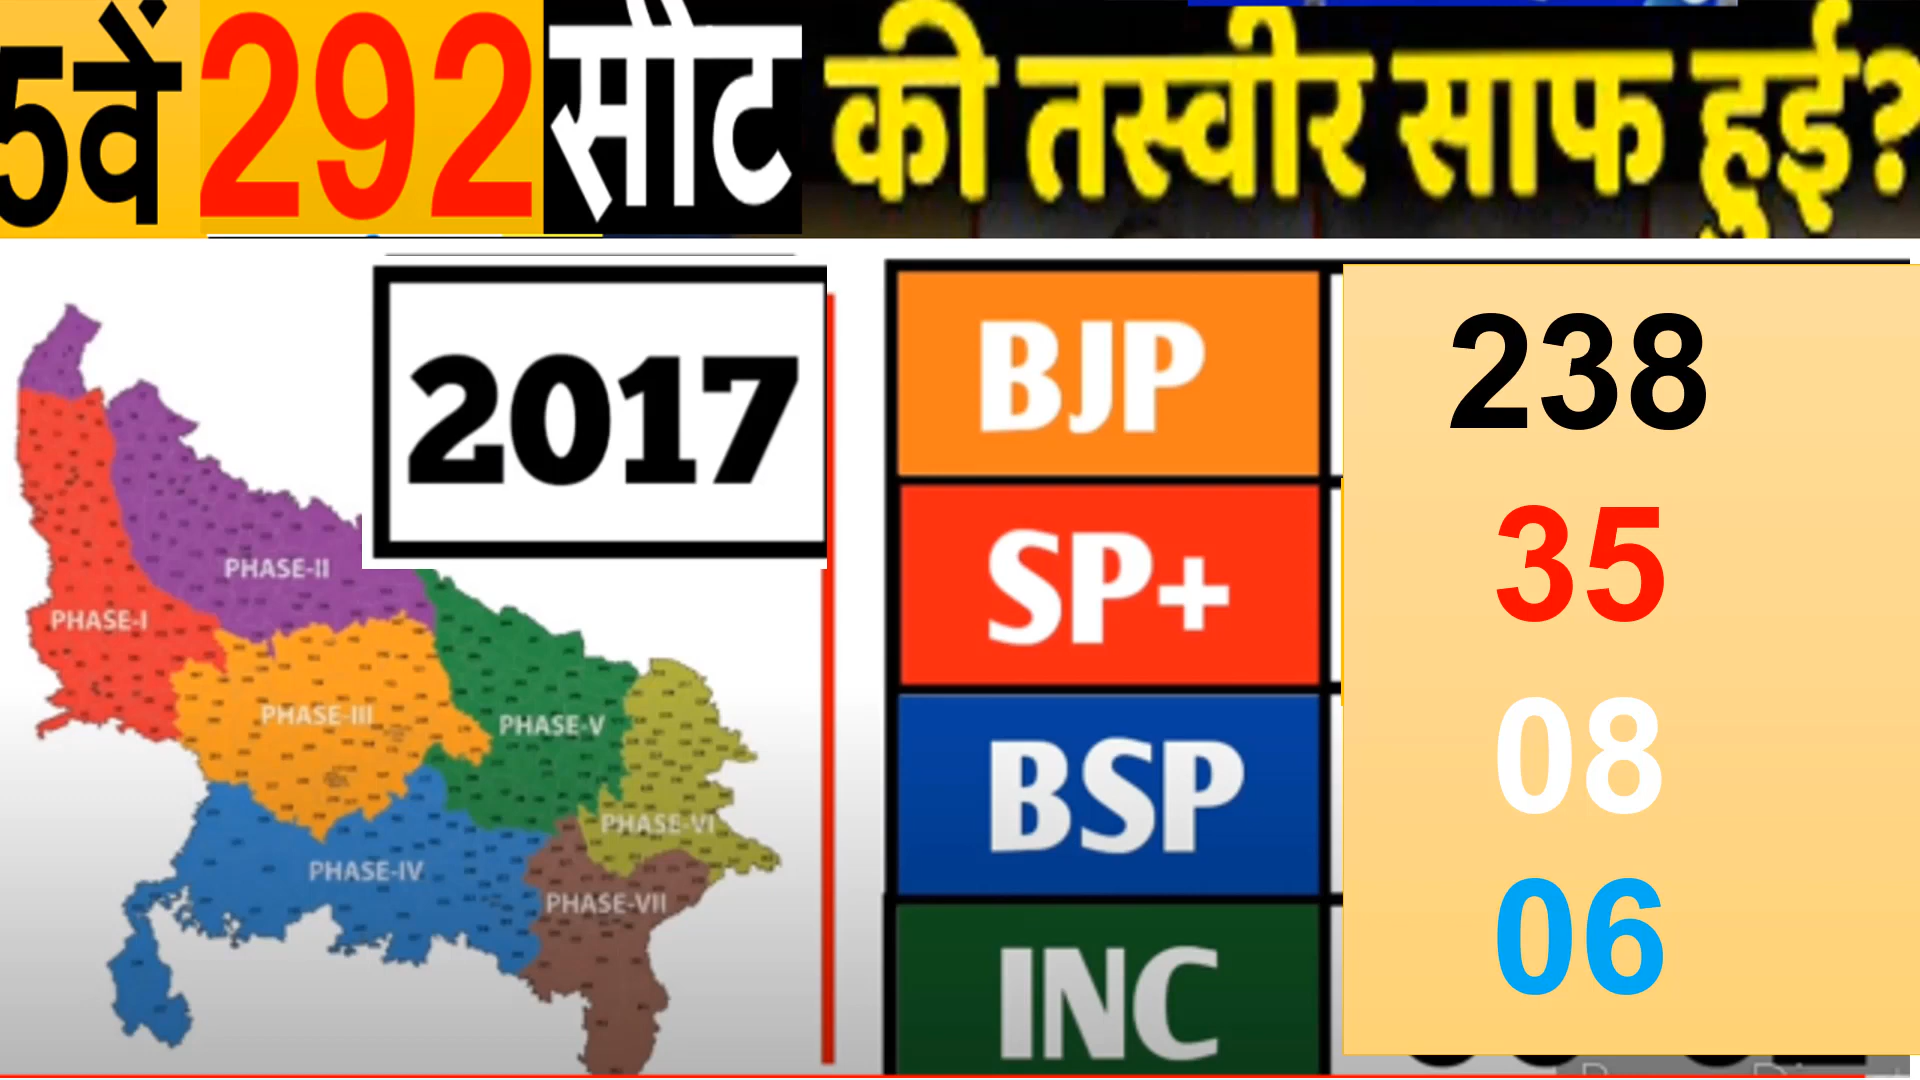 5वें 292 सीट की तस्वीर साफ हुई?
2017
BJP 238
SP+ 35
BSP 08
INC 06
PHASE-II
PHASE-I
PHASE-III
PHASE-V
PHASE-VI
PHASE-IV
PHASE-VII